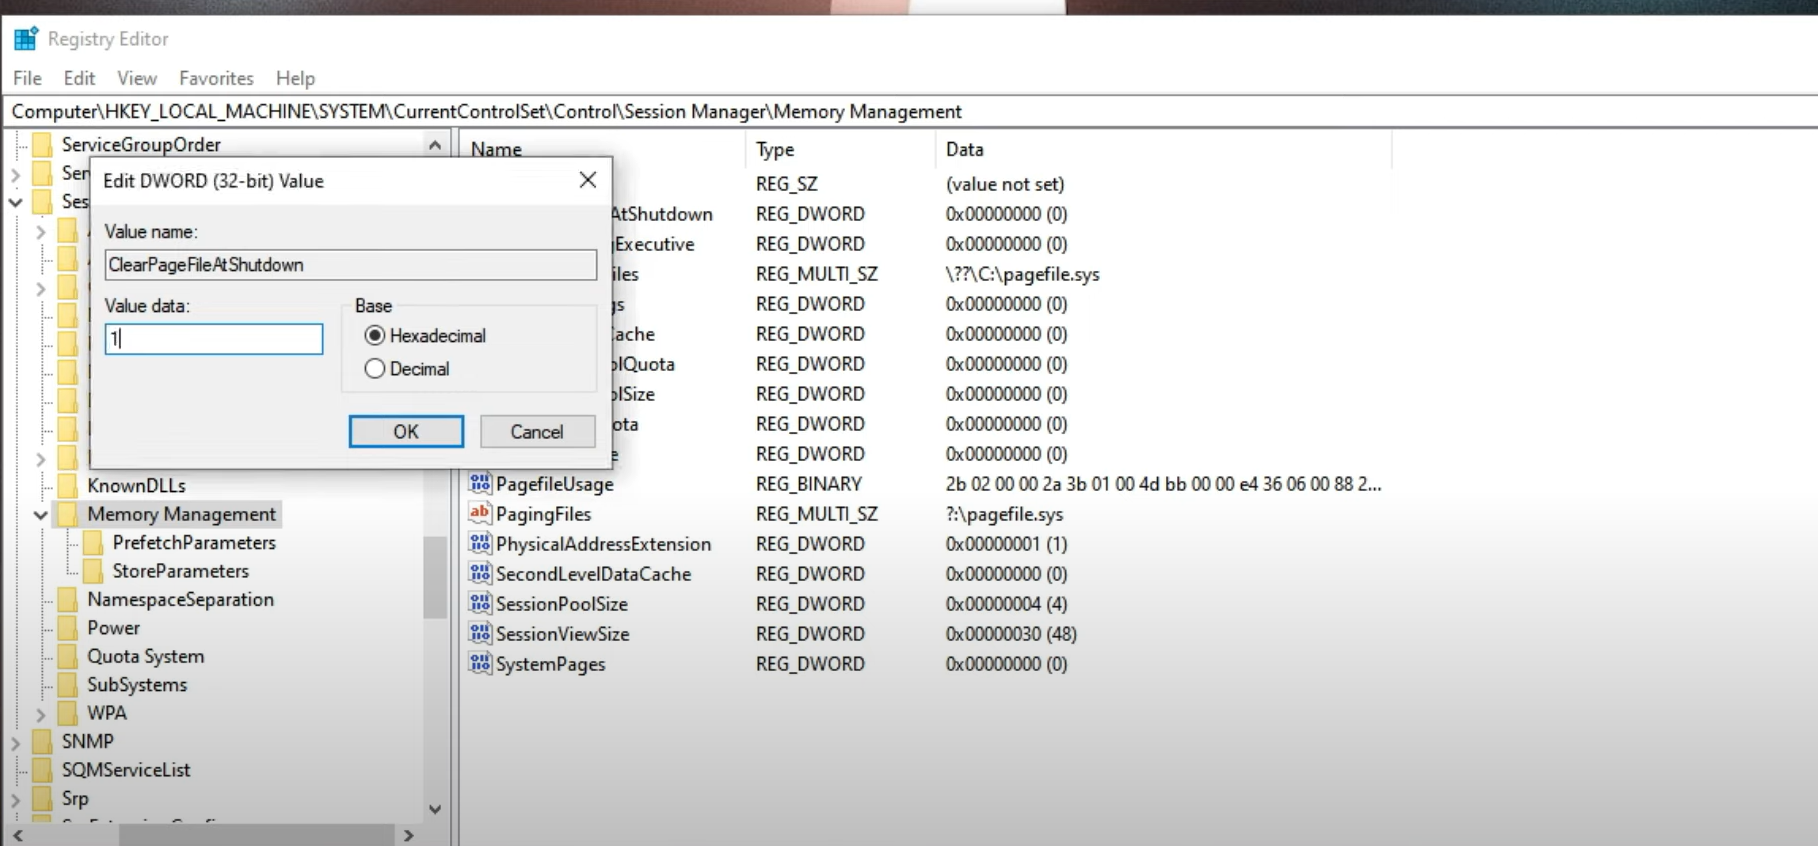 Registry Editor
File Edit View Favorites Help
Computer\HKEY_LOCAL_MACHINE\SYSTEM\CurrentControlSet\Control\Session Manager\Memory Management
ServiceGroupOrder
Ser
Ses
KnownDLLs
Memory Management
PrefetchParameters
StoreParameters
NamespaceSeparation
Power
Quota System
SubSystems
WPA
SNMP
SQMServiceList
Srp
Edit DWORD (32-bit) Value
Value name:
ClearPageFileAtShutdown
Value data:
1
Base
Hexadecimal
Decimal
OK Cancel
Name Type Data
REG_SZ (value not set)
AtShutdown REG_DWORD 0x00000000 (0)
gExecutive REG_DWORD 0x00000000 (0)
iles REG_MULTI_SZ \??\C:\pagefile.sys
gs REG_DWORD 0x00000000 (0)
Cache REG_DWORD 0x00000000 (0)
olQuota REG_DWORD 0x00000000 (0)
olSize REG_DWORD 0x00000000 (0)
ota REG_DWORD 0x00000000 (0)
e REG_DWORD 0x00000000 (0)
PagefileUsage REG_BINARY 2b 02 00 00 2a 3b 01 00 4d bb 00 00 e4 36 06 00 88 2...
PagingFiles REG_MULTI_SZ ?:\pagefile.sys
PhysicalAddressExtension REG_DWORD 0x00000001 (1)
SecondLevelDataCache REG_DWORD 0x00000000 (0)
SessionPoolSize REG_DWORD 0x00000004 (4)
SessionViewSize REG_DWORD 0x00000030 (48)
SystemPages REG_DWORD 0x00000000 (0)